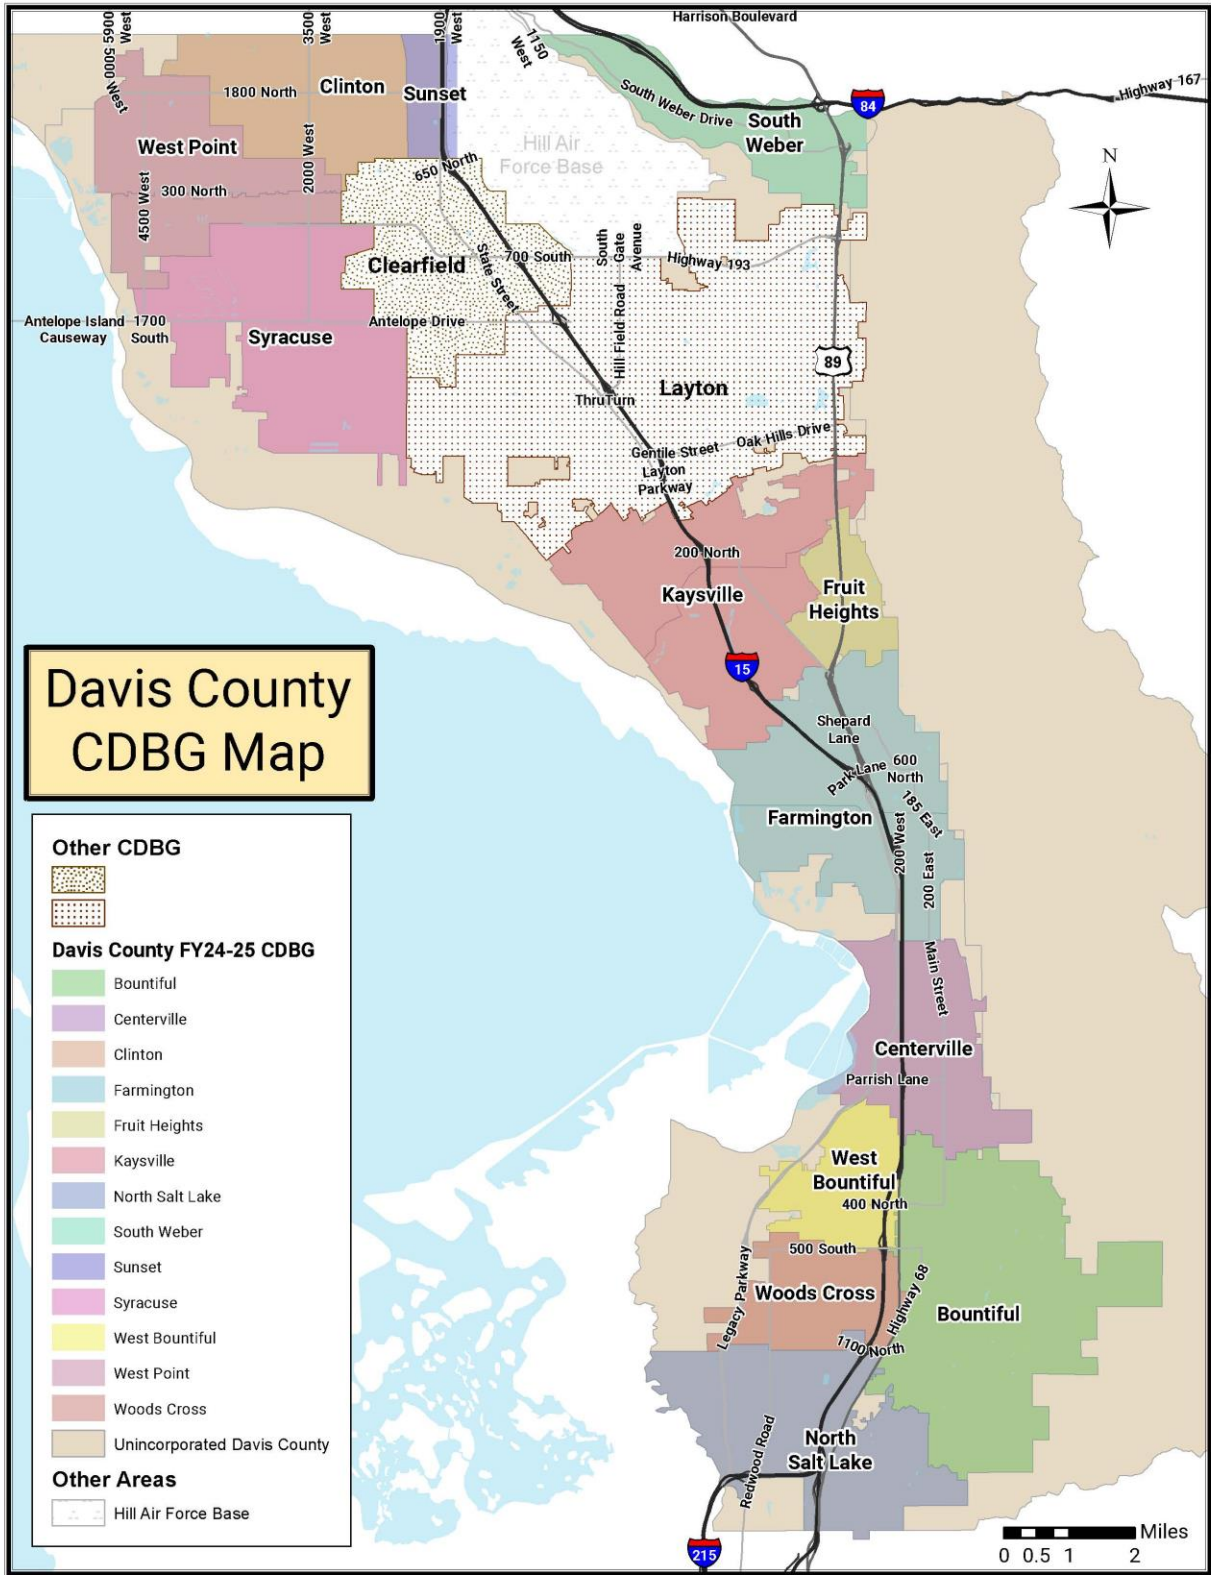 Harrison Boulevard
5900 West
5000 West
3500 West
1900 West
1150 West
Highway 167
84
1800 North
Clinton
Sunset
South Weber Drive
South
Weber
West Point
Hill Air
Force Base
650 North
2000 West
N
300 North
4500 West
South Gate Avenue
Clearfield
State Street
700 South
Highway 193
Hill Field Road
Antelope Island
Causeway
1700
South
Antelope Drive
Syracuse
89
Layton
ThruTurn
Gentile Street
Oak Hills Drive
Layton
Parkway
200 North
Kaysville
Fruit
Heights
15
Davis County
CDBG Map
Shepard
Lane
Park Lane
600
North
185 East
Farmington
200 West
200 East
Main Street
Centerville
Parrish Lane
West
Bountiful
400 North
500 South
Woods Cross
Legacy Parkway
Highway 68
Bountiful
1100 North
North
Salt Lake
Redwood Road
215
Other CDBG
Davis County FY24-25 CDBG
Bountiful
Centerville
Clinton
Farmington
Fruit Heights
Kaysville
North Salt Lake
South Weber
Sunset
Syracuse
West Bountiful
West Point
Woods Cross
Unincorporated Davis County
Other Areas
Hill Air Force Base
Miles
0 0.5 1 2